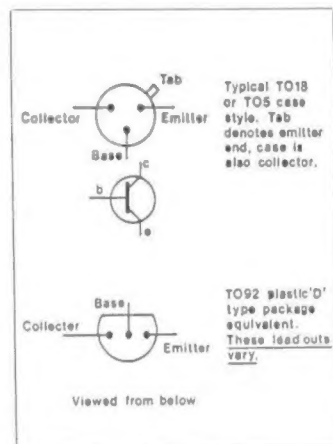 Tab
Typical TO18
or TO5 case
style. Tab
denotes emitter
end, case is
also collector.
Collector
Emitter
Base
c
b
e
TO92 plastic 'D'
type package
equivalent.
These lead outs
vary.
Base
Collecter
Emitter
Viewed from below